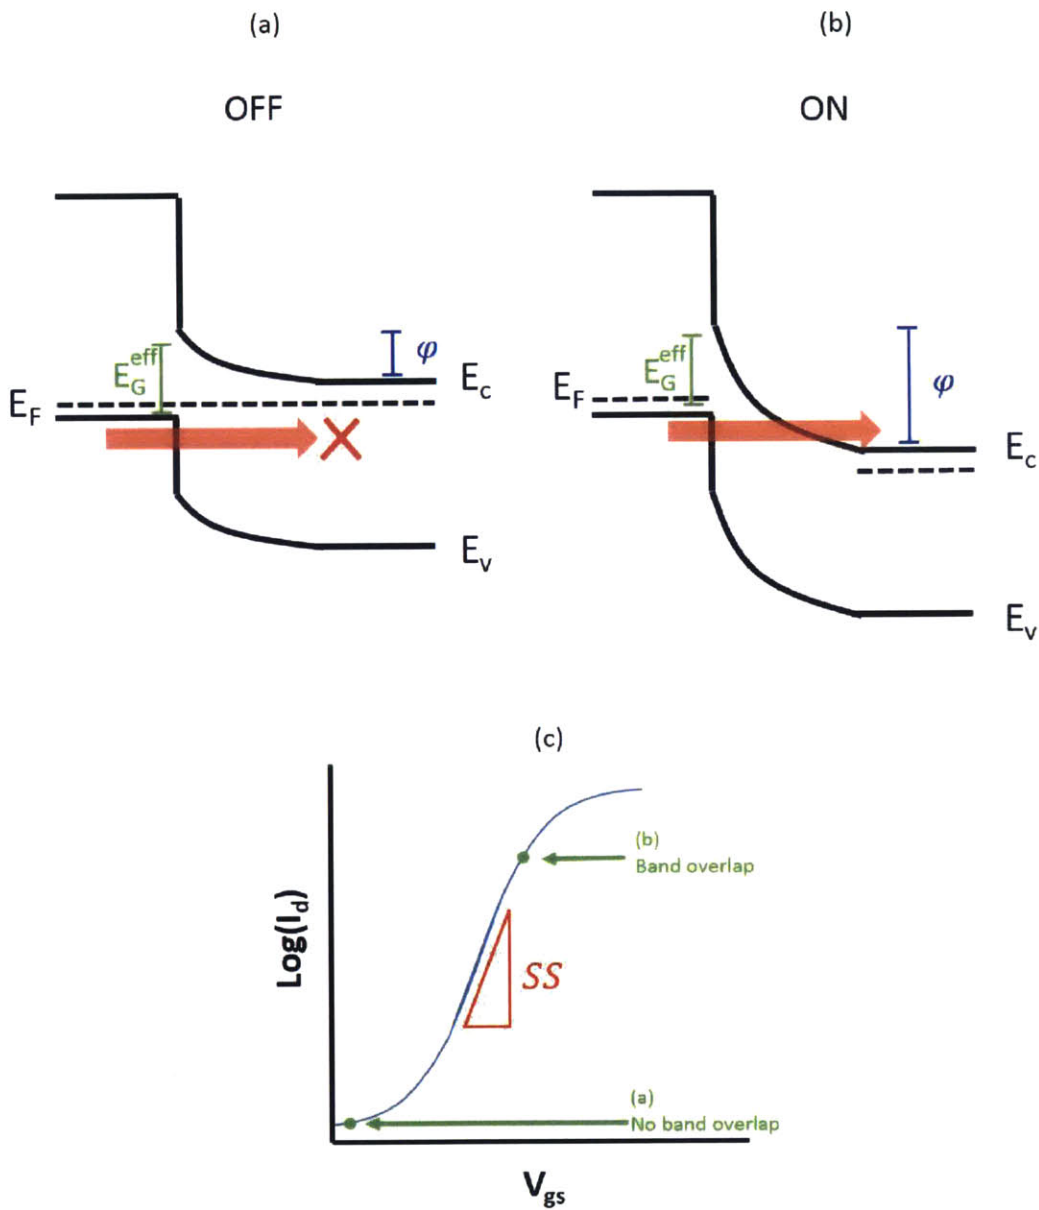 (a)
(b)
OFF
ON
E_G^eff
φ
E_c
E_F
E_v
E_G^eff
φ
E_F
E_c
E_v
(c)
(b)
Band overlap
Log(I_d)
SS
(a)
No band overlap
V_gs